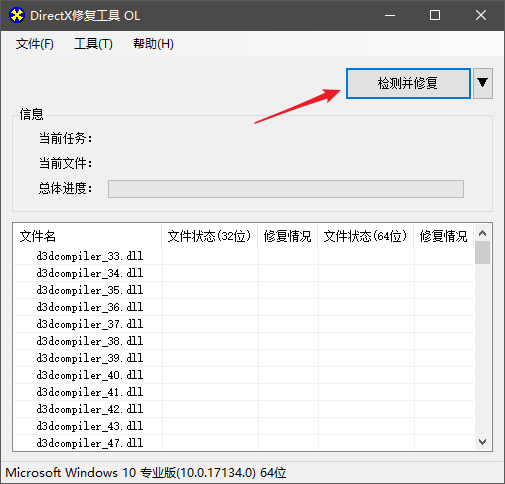 DirectX修复工具 OL
文件(F) 工具(T) 帮助(H)
检测并修复
信息
当前任务:
当前文件:
总体进度:
文件名 文件状态(32位) 修复情况 文件状态(64位) 修复情况
d3dcompiler_33.dll
d3dcompiler_34.dll
d3dcompiler_35.dll
d3dcompiler_36.dll
d3dcompiler_37.dll
d3dcompiler_38.dll
d3dcompiler_39.dll
d3dcompiler_40.dll
d3dcompiler_41.dll
d3dcompiler_42.dll
d3dcompiler_43.dll
d3dcompiler_47.dll
Microsoft Windows 10 专业版(10.0.17134.0) 64位